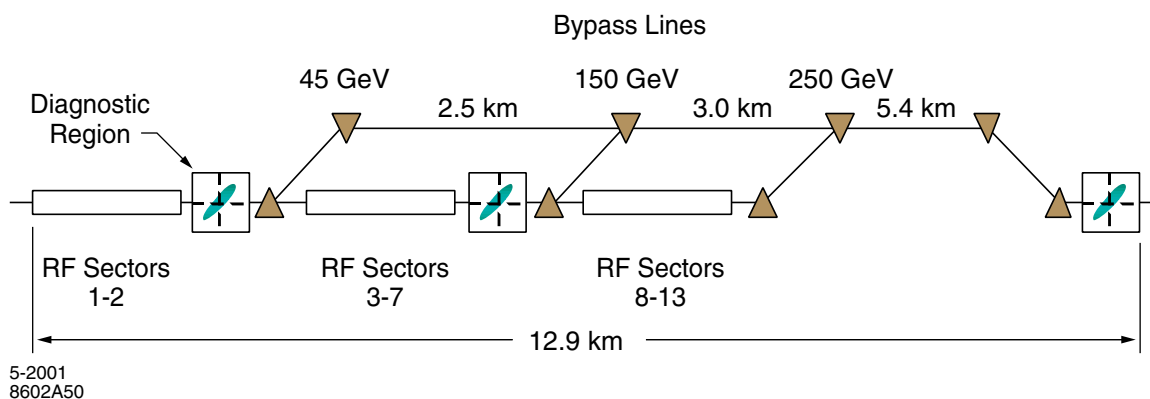 Bypass Lines
45 GeV
150 GeV
250 GeV
Diagnostic
Region
2.5 km
3.0 km
5.4 km
RF Sectors
1-2
RF Sectors
3-7
RF Sectors
8-13
12.9 km
5-2001
8602A50